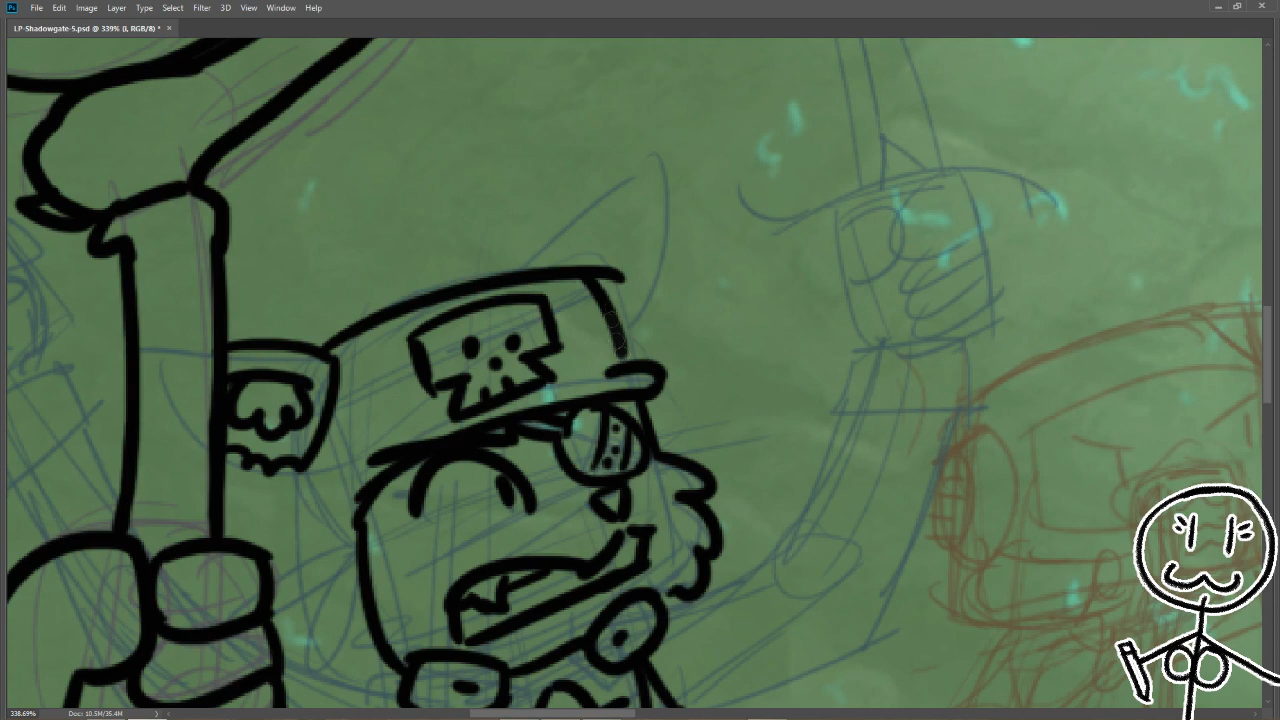 Ps File Edit Image Layer Type Select Filter 3D View Window Help
LP-Shadowgate-5.psd @ 339% (i, RGB/8) * ×
338.69% Doc: 10.5M/35.4M